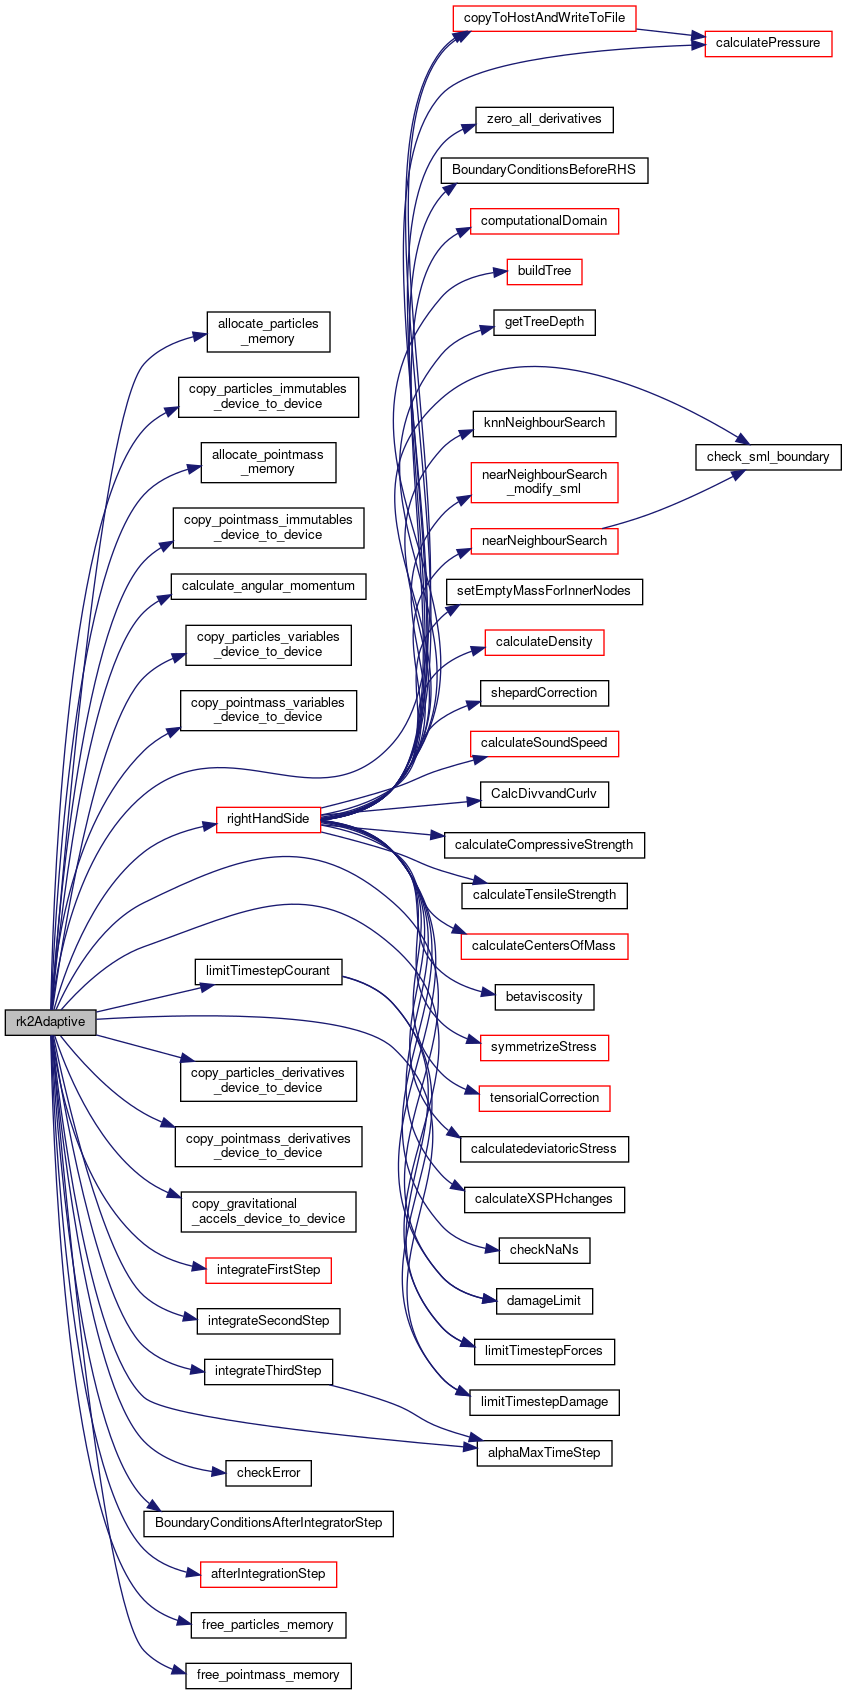 copyToHostAndWriteToFile
calculatePressure
zero_all_derivatives
BoundaryConditionsBeforeRHS
computationalDomain
buildTree
getTreeDepth
allocate_particles
_memory
copy_particles_immutables
_device_to_device
knnNeighbourSearch
check_sml_boundary
allocate_pointmass
_memory
nearNeighbourSearch
_modify_sml
copy_pointmass_immutables
_device_to_device
nearNeighbourSearch
calculate_angular_momentum
setEmptyMassForInnerNodes
copy_particles_variables
_device_to_device
calculateDensity
shepardCorrection
copy_pointmass_variables
_device_to_device
calculateSoundSpeed
CalcDivvandCurlv
rightHandSide
calculateCompressiveStrength
calculateTensileStrength
calculateCentersOfMass
limitTimestepCourant
betaviscosity
rk2Adaptive
symmetrizeStress
copy_particles_derivatives
_device_to_device
tensorialCorrection
copy_pointmass_derivatives
_device_to_device
calculatedeviatoricStress
copy_gravitational
_accels_device_to_device
calculateXSPHchanges
checkNaNs
integrateFirstStep
damageLimit
integrateSecondStep
limitTimestepForces
integrateThirdStep
limitTimestepDamage
alphaMaxTimeStep
checkError
BoundaryConditionsAfterIntegratorStep
afterIntegrationStep
free_particles_memory
free_pointmass_memory